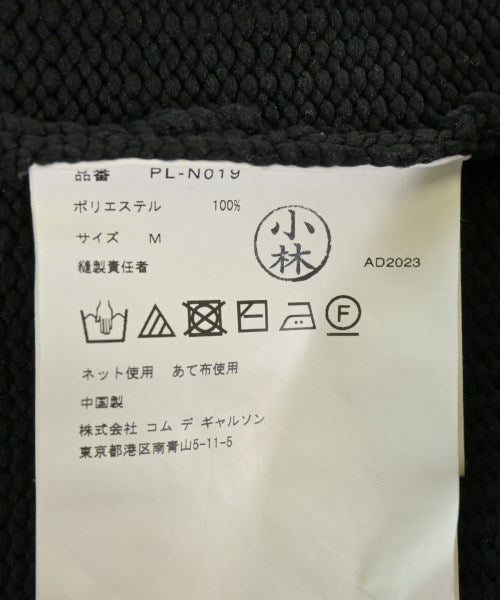 品番 PL-N019
ポリエステル 100%
サイズ M
縫製責任者
小林
AD2023
F
ネット使用 あて布使用
中国製
株式会社 コム デ ギャルソン
東京都港区南青山5-11-5